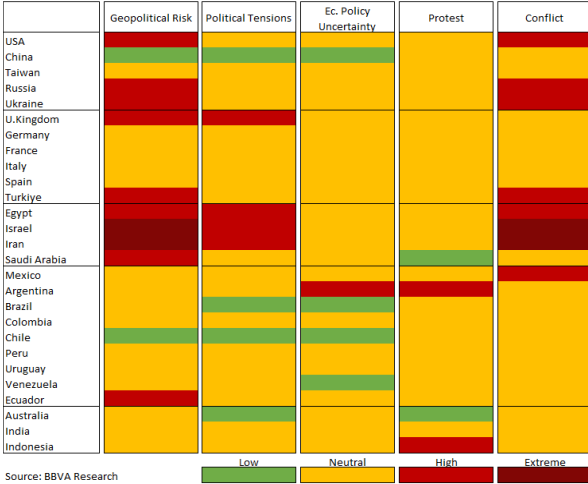 Geopolitical Risk Political Tensions Ec. Policy Uncertainty Protest Conflict
USA
China
Taiwan
Russia
Ukraine
U.Kingdom
Germany
France
Italy
Spain
Turkiye
Egypt
Israel
Iran
Saudi Arabia
Mexico
Argentina
Brazil
Colombia
Chile
Peru
Uruguay
Venezuela
Ecuador
Australia
India
Indonesia
Low Neutral High Extreme
Source: BBVA Research